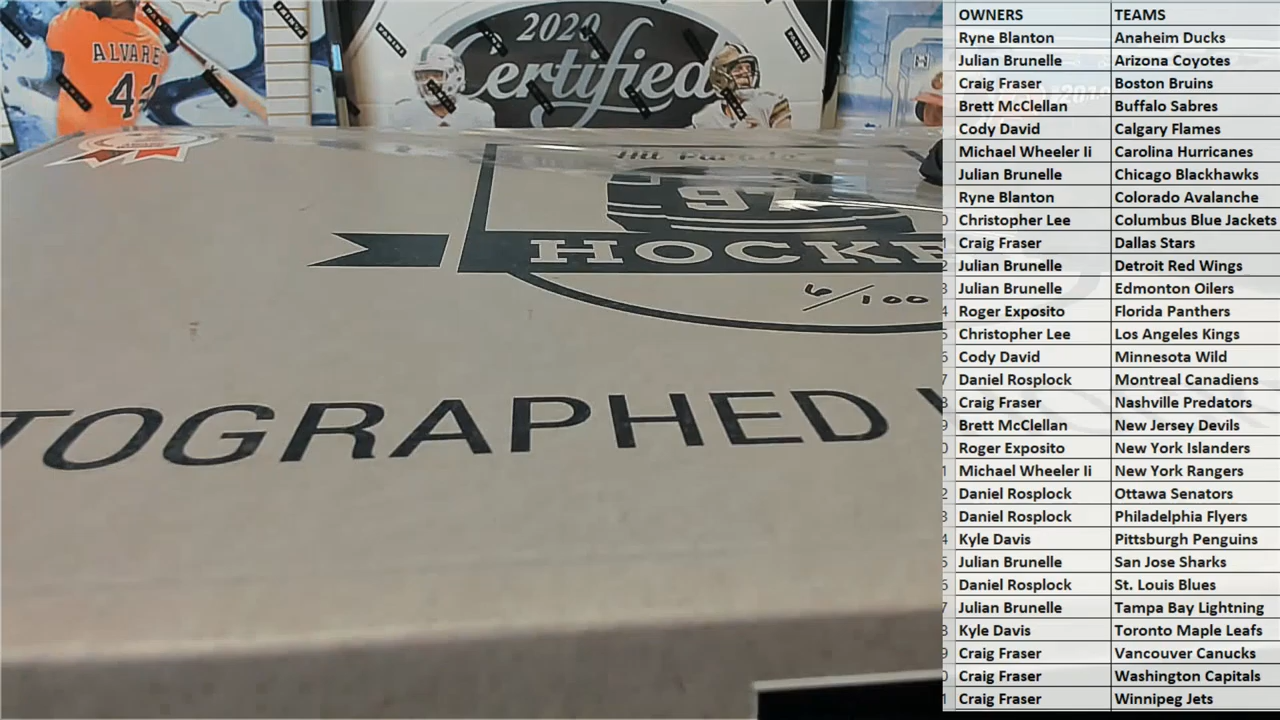 ALVARE
4
2020
Certified
PANINI
Hit Parade
97
HOCKE
6/100
TOGRAPHED
OWNERS TEAMS
Ryne Blanton Anaheim Ducks
Julian Brunelle Arizona Coyotes
Craig Fraser Boston Bruins
Brett McClellan Buffalo Sabres
Cody David Calgary Flames
Michael Wheeler Ii Carolina Hurricanes
Julian Brunelle Chicago Blackhawks
Ryne Blanton Colorado Avalanche
Christopher Lee Columbus Blue Jackets
Craig Fraser Dallas Stars
Julian Brunelle Detroit Red Wings
Julian Brunelle Edmonton Oilers
Roger Exposito Florida Panthers
Christopher Lee Los Angeles Kings
Cody David Minnesota Wild
Daniel Rosplock Montreal Canadiens
Craig Fraser Nashville Predators
Brett McClellan New Jersey Devils
Roger Exposito New York Islanders
Michael Wheeler Ii New York Rangers
Daniel Rosplock Ottawa Senators
Daniel Rosplock Philadelphia Flyers
Kyle Davis Pittsburgh Penguins
Julian Brunelle San Jose Sharks
Daniel Rosplock St. Louis Blues
Julian Brunelle Tampa Bay Lightning
Kyle Davis Toronto Maple Leafs
Craig Fraser Vancouver Canucks
Craig Fraser Washington Capitals
Craig Fraser Winnipeg Jets